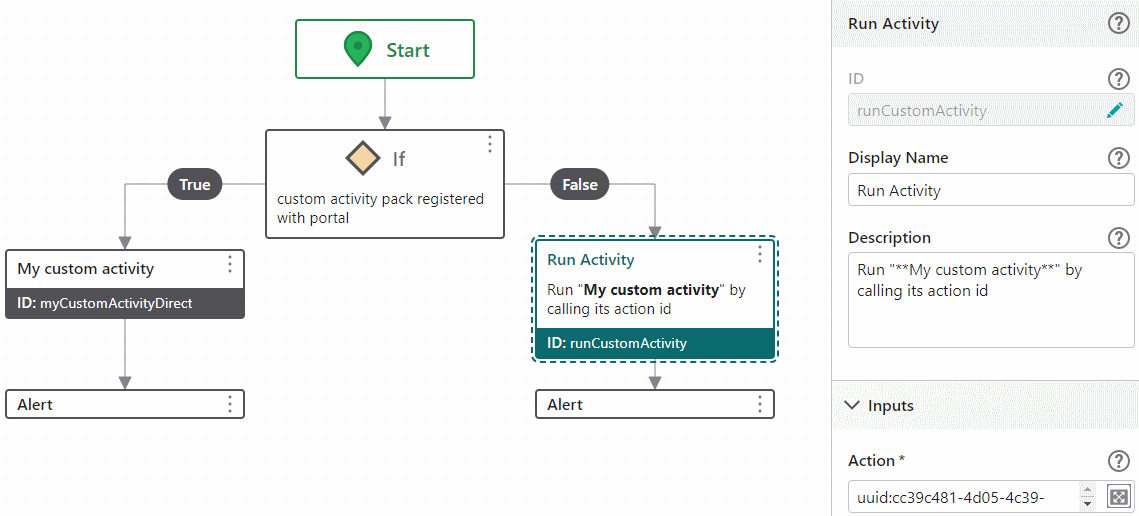 Start
If
custom activity pack registered
with portal
True
False
My custom activity
ID: myCustomActivityDirect
Alert
Run Activity
Run "My custom activity" by
calling its action id
ID: runCustomActivity
Alert
Run Activity
?
ID
?
runCustomActivity
Display Name
?
Run Activity
Description
?
Run "**My custom activity**" by
calling its action id
Inputs
Action *
?
uuid:cc39c481-4d05-4c39-